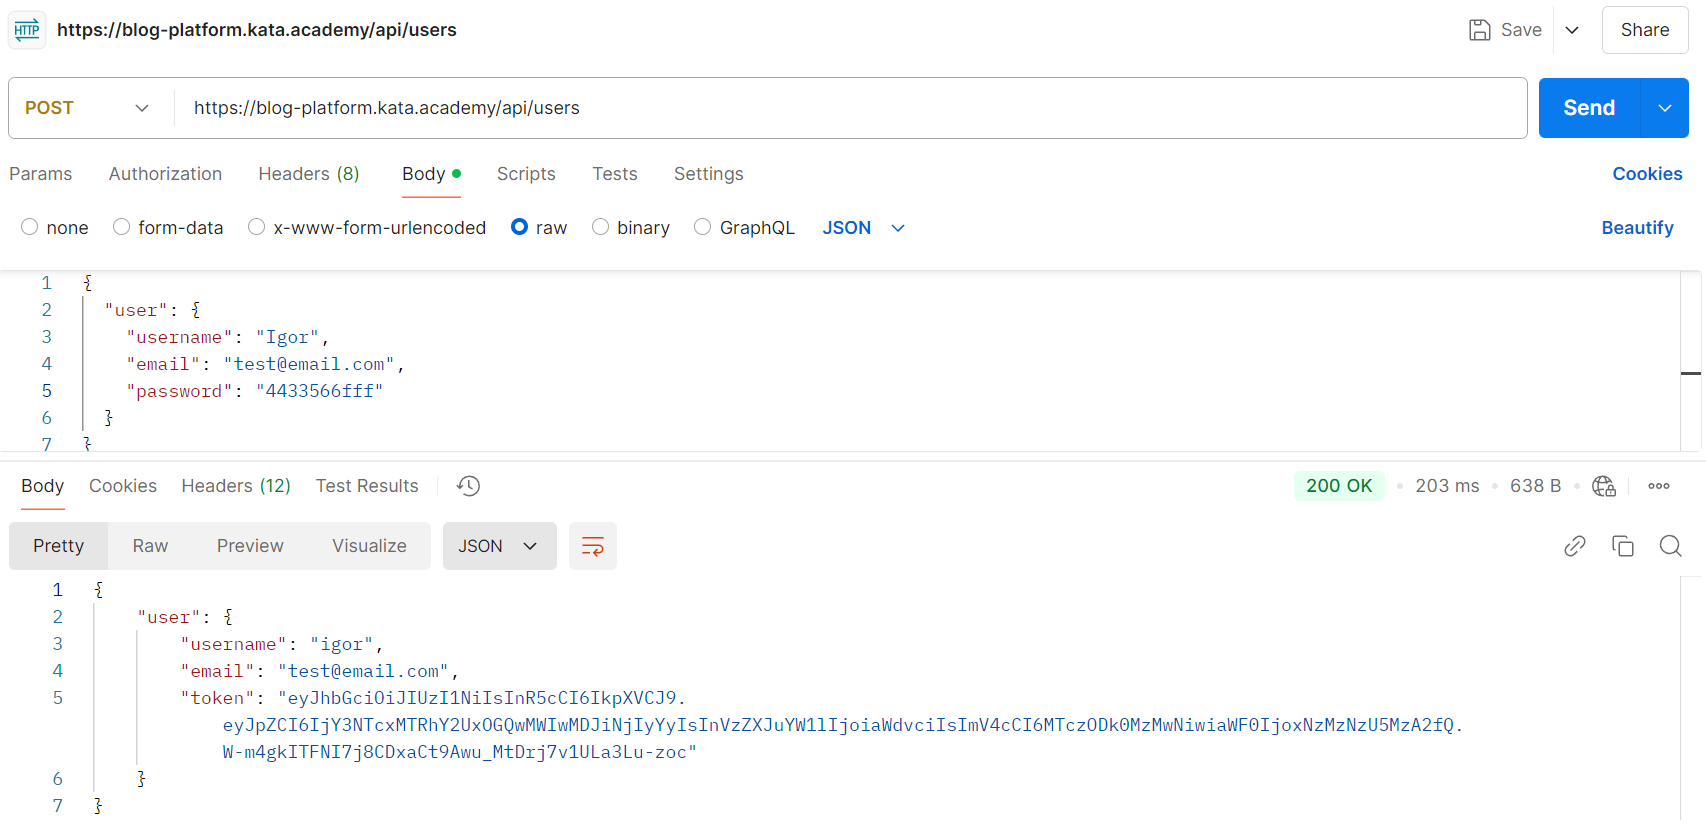 HTTP https://blog-platform.kata.academy/api/users Save Share
POST https://blog-platform.kata.academy/api/users Send
Params Authorization Headers (8) Body Scripts Tests Settings Cookies
none form-data x-www-form-urlencoded raw binary GraphQL JSON Beautify
1 {
2 "user": {
3 "username": "Igor",
4 "email": "test@email.com",
5 "password": "4433566fff"
6 }
7 }
Body Cookies Headers (12) Test Results 200 OK 203 ms 638 B
Pretty Raw Preview Visualize JSON
1 {
2 "user": {
3 "username": "igor",
4 "email": "test@email.com",
5 "token": "eyJhbGciOiJIUzI1NiIsInR5cCI6IkpXVCJ9.
eyJpZCI6IjY3NTcxMTRhY2UxOGQwMWIwMDJiNjIyYyIsInVzZXJuYW1lIjoiaWdvciIsImV4cCI6MTczODk0MzMwNiwiaWF0IjoxNzMzNzU5MzA2fQ.
W-m4gkITFNI7j8CDxaCt9Awu_MtDrj7v1ULa3Lu-zoc"
6 }
7 }